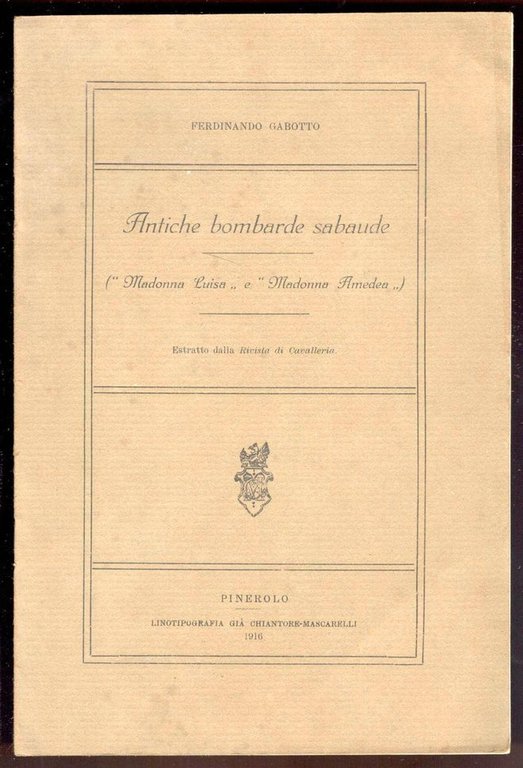 FERDINANDO GABOTTO
Antiche bombarde sabaude
(“ Madonna Luisa „ e “ Madonna Amedea „)
Estratto dalla Rivista di Cavalleria.
PINEROLO
LINOTIPOGRAFIA GIÀ CHIANTORE-MASCARELLI
1916